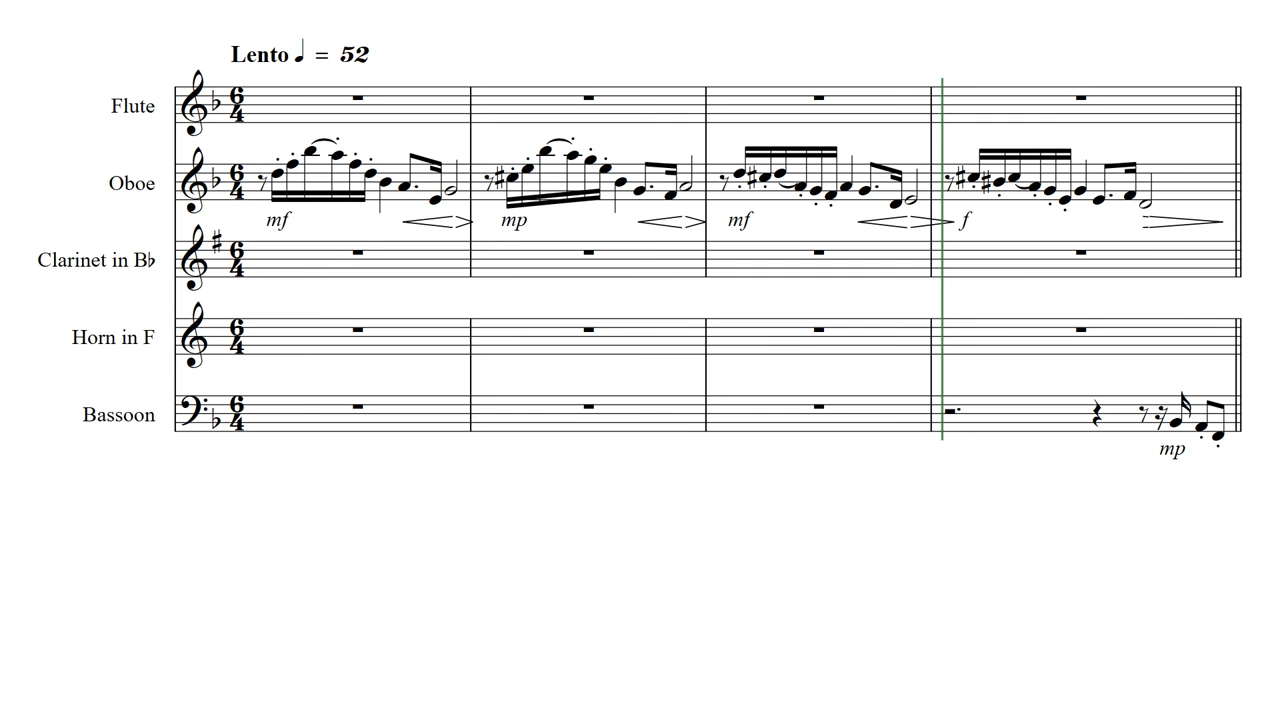 Lento ♩ = 52
Flute
6
4
Oboe
6
4
mf
mp
mf
f
Clarinet in B♭
6
4
Horn in F
6
4
Bassoon
6
4
mp